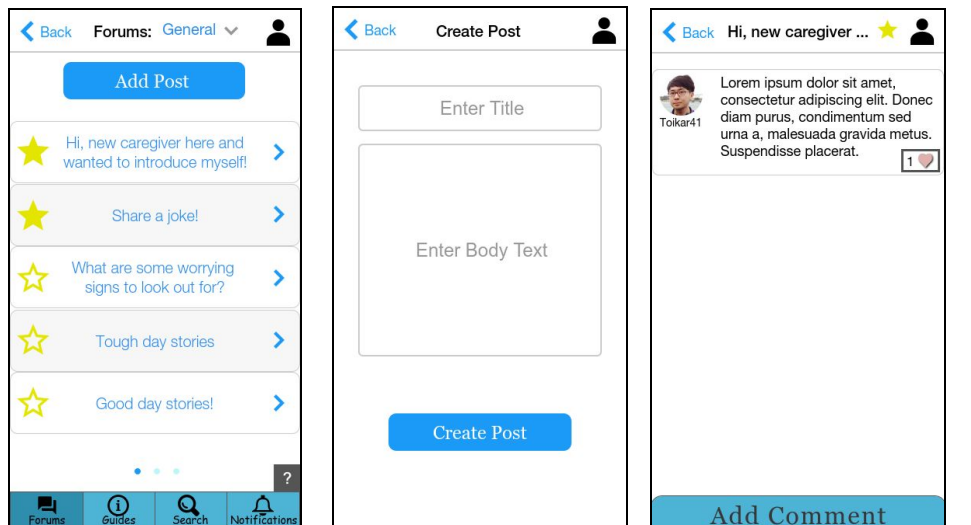 Back Forums: General
Add Post
Hi, new caregiver here and
wanted to introduce myself!
Share a joke!
What are some worrying
signs to look out for?
Tough day stories
Good day stories!
?
Forums Guides Search Notifications
Back Create Post
Enter Title
Enter Body Text
Create Post
Back Hi, new caregiver ...
Lorem ipsum dolor sit amet,
consectetur adipiscing elit. Donec
diam purus, condimentum sed
urna a, malesuada gravida metus.
Suspendisse placerat.
Toikar41
1
Add Comment